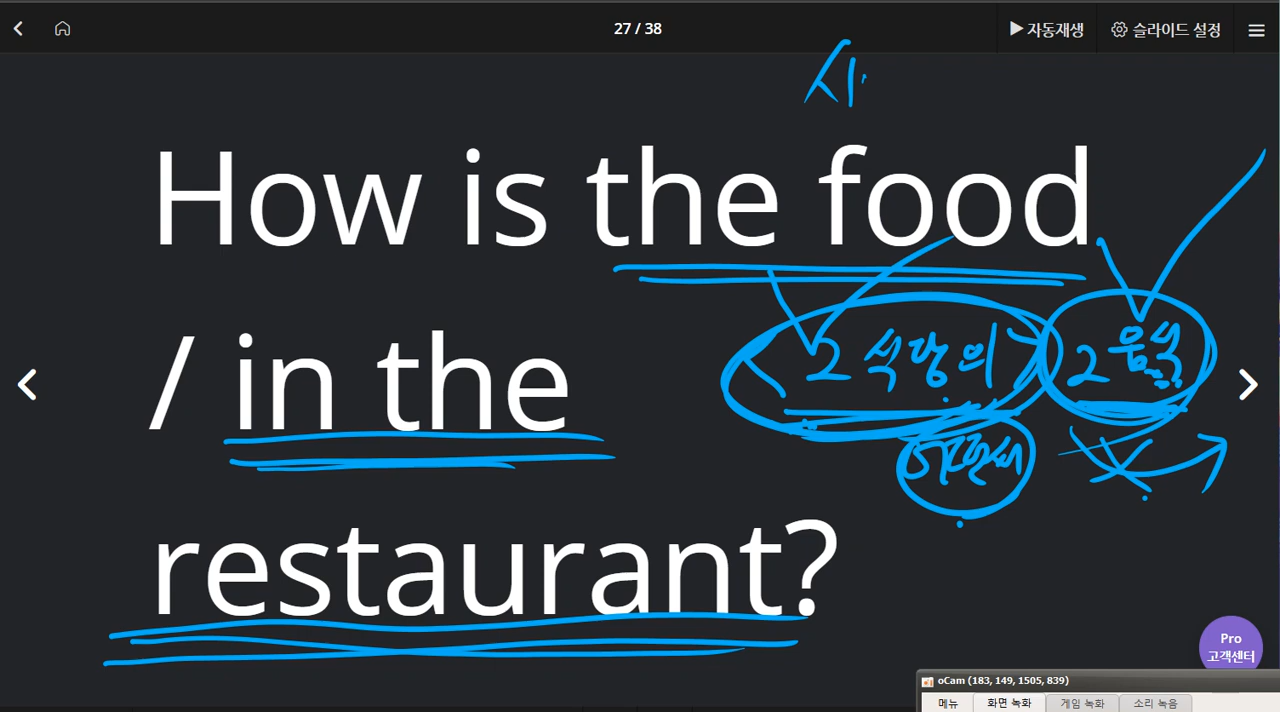 27 / 38
▶자동재생
슬라이드 설정
사
How is the food
/ in the
restaurant?
그 식당의
그 음식
Pro
고객센터
oCam (183, 149, 1505, 839)
메뉴
화면 녹화
게임 녹화
소리 녹음